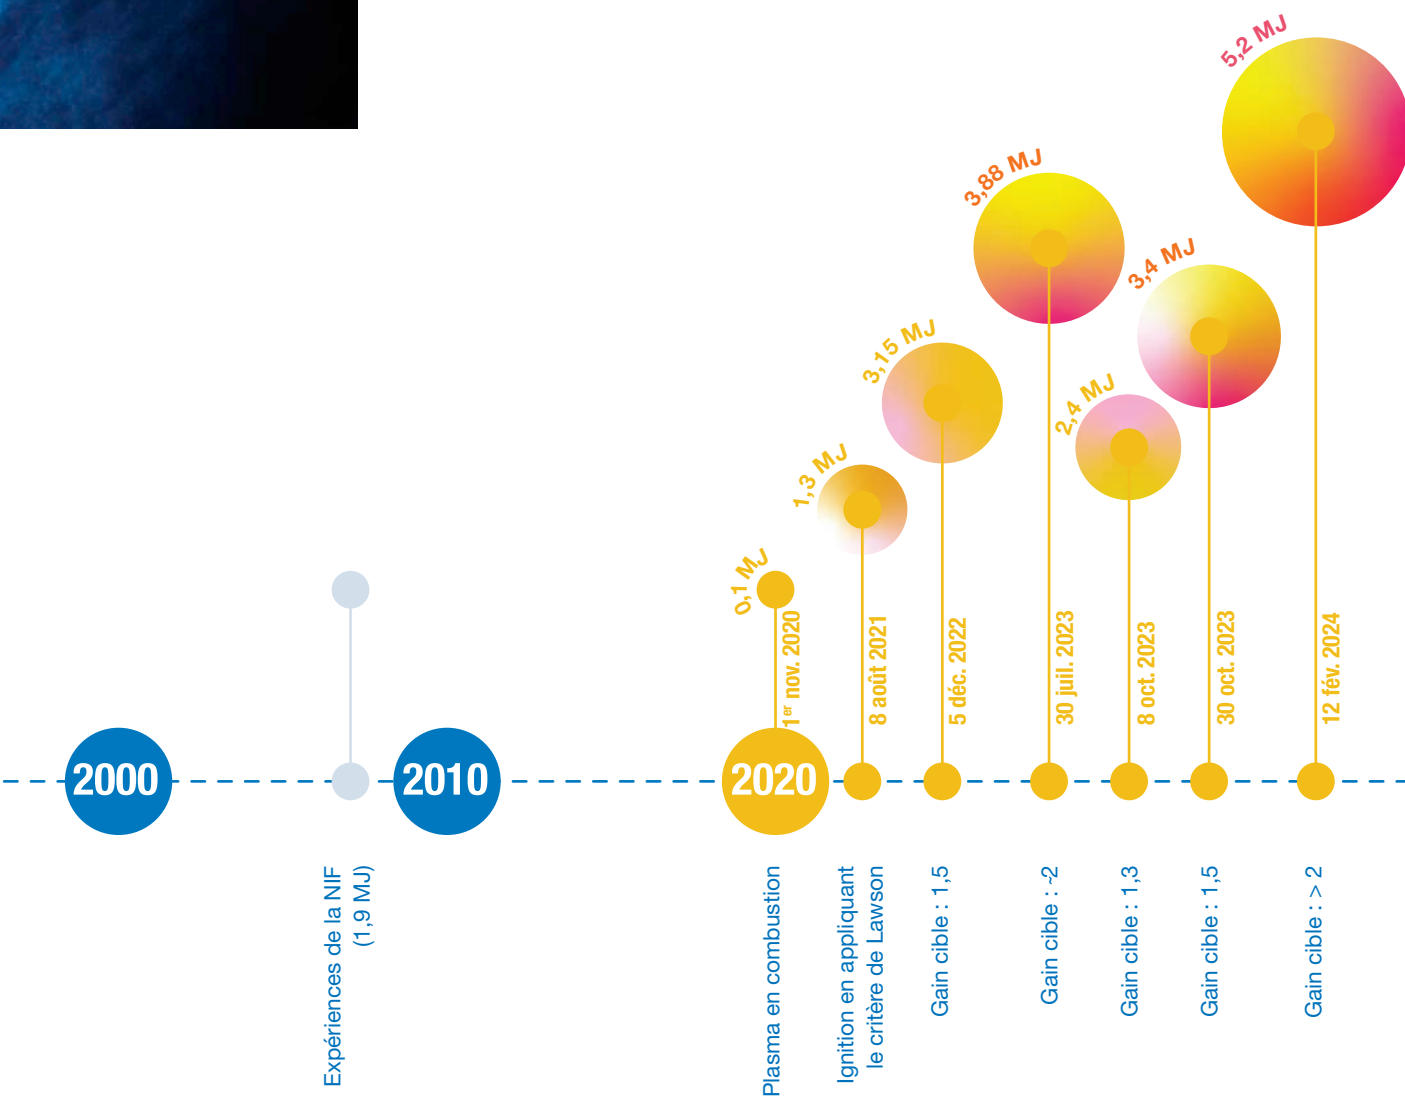 5,2 MJ
3,88 MJ
3,4 MJ
3,15 MJ
2,4 MJ
1,3 MJ
0,1 MJ
1er nov. 2020
8 août 2021
5 déc. 2022
30 juil. 2023
8 oct. 2023
30 oct. 2023
12 fév. 2024
2000
2010
2020
Expériences de la NIF
(1,9 MJ)
Plasma en combustion
Ignition en appliquant
le critère de Lawson
Gain cible : 1,5
Gain cible : ~2
Gain cible : 1,3
Gain cible : 1,5
Gain cible : > 2